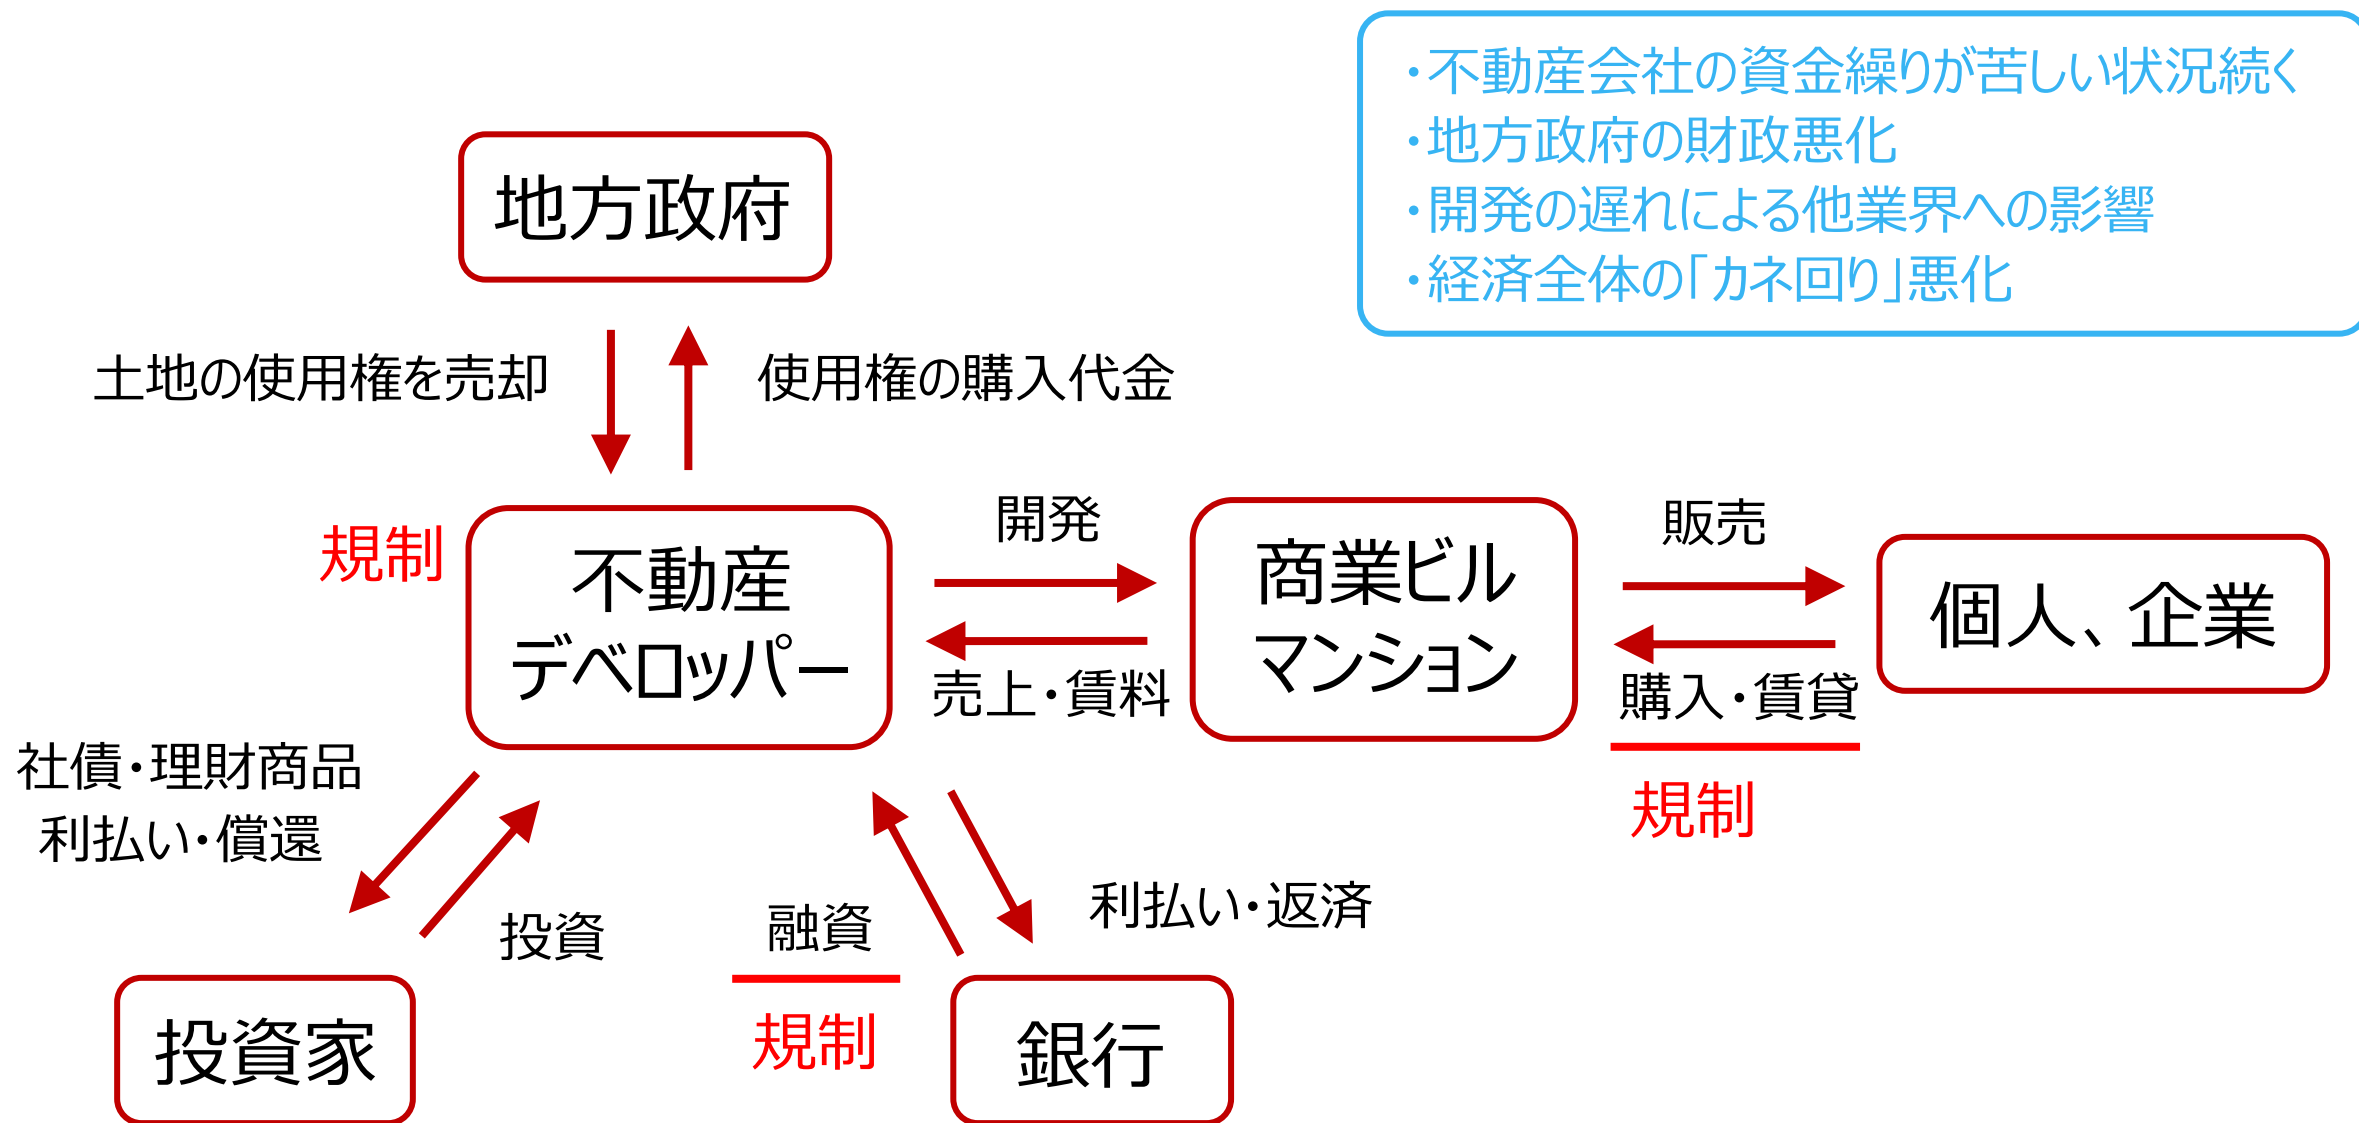 ・不動産会社の資金繰りが苦しい状況続く
・地方政府の財政悪化
・開発の遅れによる他業界への影響
・経済全体の「カネ回り」悪化
地方政府
土地の使用権を売却
使用権の購入代金
規制
不動産
デベロッパー
開発
売上・賃料
商業ビル
マンション
販売
購入・賃貸
規制
個人、企業
社債・理財商品
利払い・償還
投資
融資
規制
利払い・返済
投資家
銀行